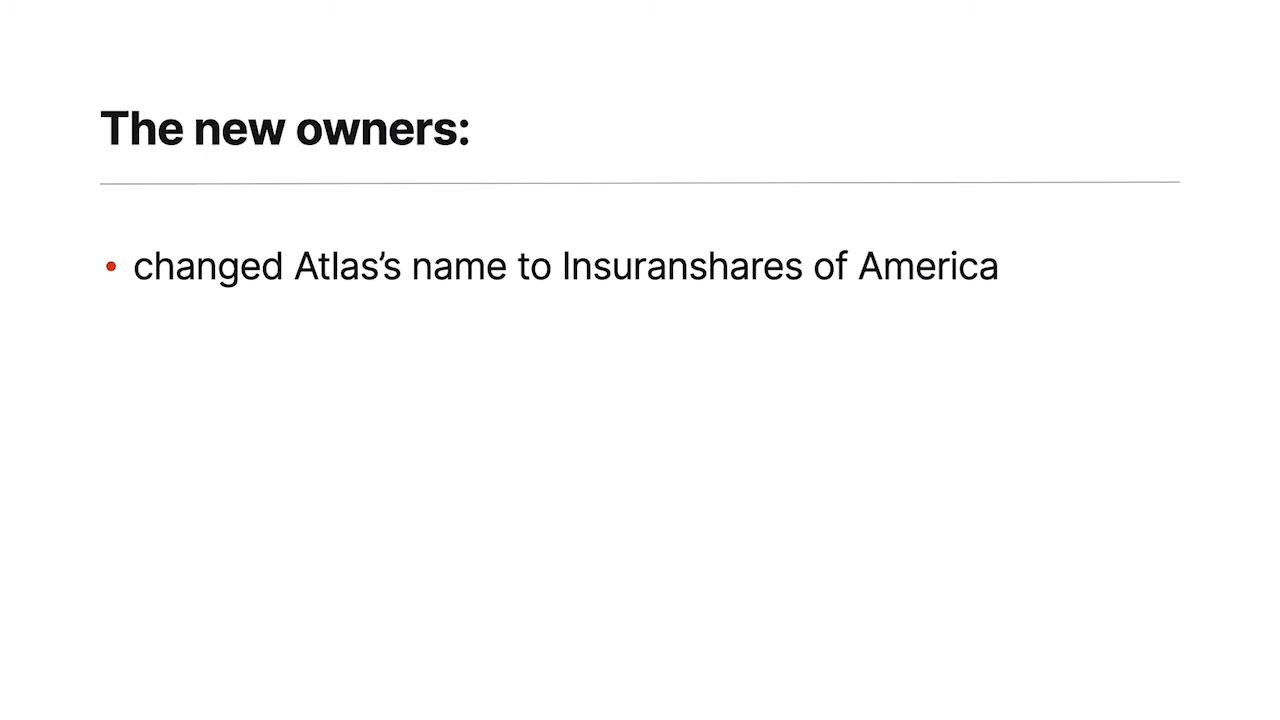 The new owners:
• changed Atlas’s name to Insuranshares of America